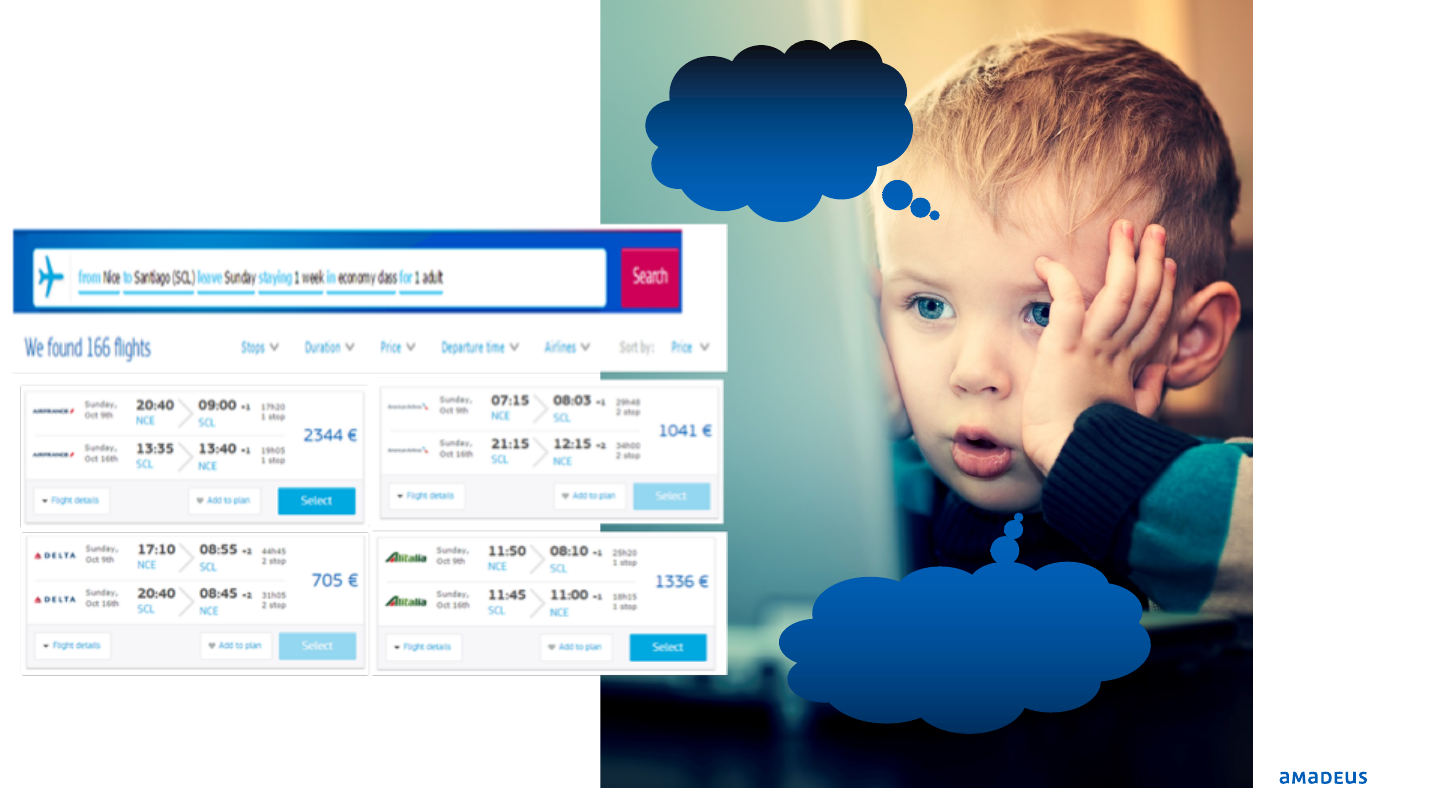 from Nice to Santiago (SCL) leave Sunday staying 1 week in economy class for 1 adult
Search
We found 166 flights
Stops
Duration
Price
Departure time
Airlines
Sort by:
Price
AIRFRANCE
Sunday,
Oct 9th
20:40
NCE
09:00 +1
SCL
17h20
1 stop
AIRFRANCE
Sunday,
Oct 16th
13:35
SCL
13:40 +1
NCE
19h05
1 stop
2344 €
Flight details
Add to plan
Select
American Airlines
Sunday,
Oct 9th
07:15
NCE
08:03 +1
SCL
29h48
2 stop
American Airlines
Sunday,
Oct 16th
21:15
SCL
12:15 +2
NCE
34h00
2 stop
1041 €
Flight details
Add to plan
Select
DELTA
Sunday,
Oct 9th
17:10
NCE
08:55 +2
SCL
44h45
2 stop
DELTA
Sunday,
Oct 16th
20:40
SCL
08:45 +2
NCE
31h05
2 stop
705 €
Flight details
Add to plan
Select
Alitalia
Sunday,
Oct 9th
11:50
NCE
08:10 +1
SCL
25h20
1 stop
Alitalia
Sunday,
Oct 16th
11:45
SCL
11:00 +1
NCE
18h15
1 stop
1336 €
Flight details
Add to plan
Select
aMaDEUS